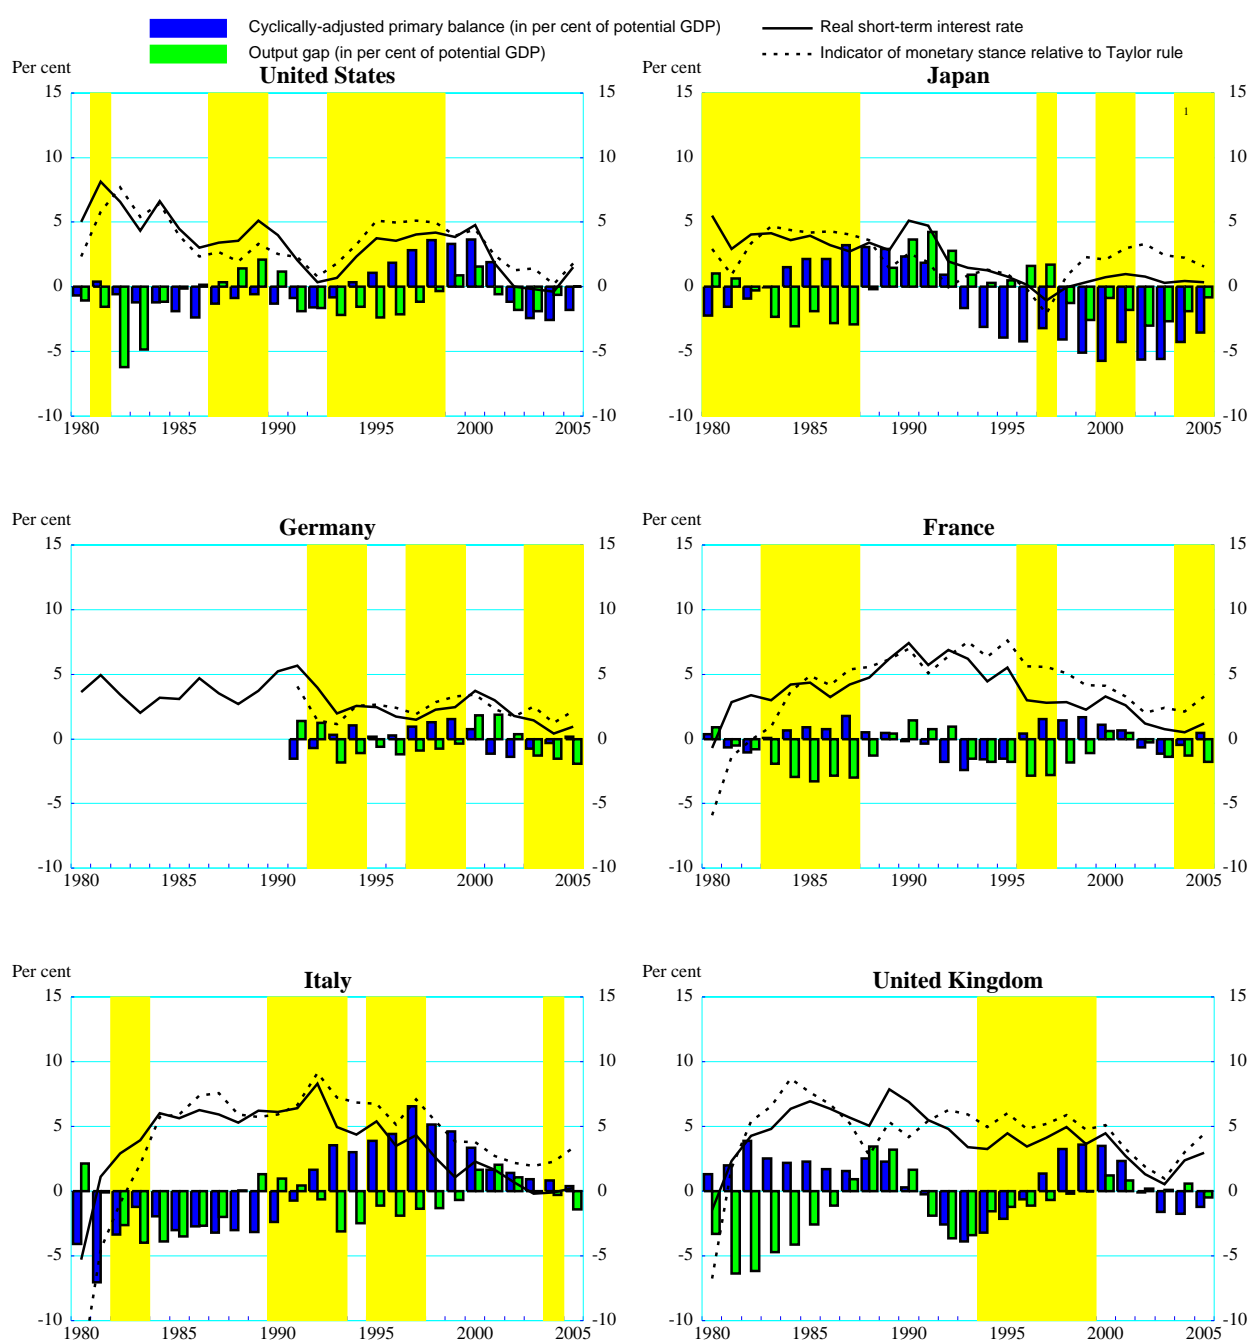 Cyclically-adjusted primary balance (in per cent of potential GDP) Real short-term interest rate
Output gap (in per cent of potential GDP) Indicator of monetary stance relative to Taylor rule
Per cent United States Per cent Japan
15 15 15 15
1
10 10 10 10
5 5 5 5
0 0 0 0
-5 -5 -5 -5
-10 -10 -10 -10
1980 1985 1990 1995 2000 2005 1980 1985 1990 1995 2000 2005
Per cent Germany Per cent France
15 15 15 15
10 10 10 10
5 5 5 5
0 0 0 0
-5 -5 -5 -5
-10 -10 -10 -10
1980 1985 1990 1995 2000 2005 1980 1985 1990 1995 2000 2005
Per cent Italy Per cent United Kingdom
15 15 15 15
10 10 10 10
5 5 5 5
0 0 0 0
-5 -5 -5 -5
-10 -10 -10 -10
1980 1985 1990 1995 2000 2005 1980 1985 1990 1995 2000 2005